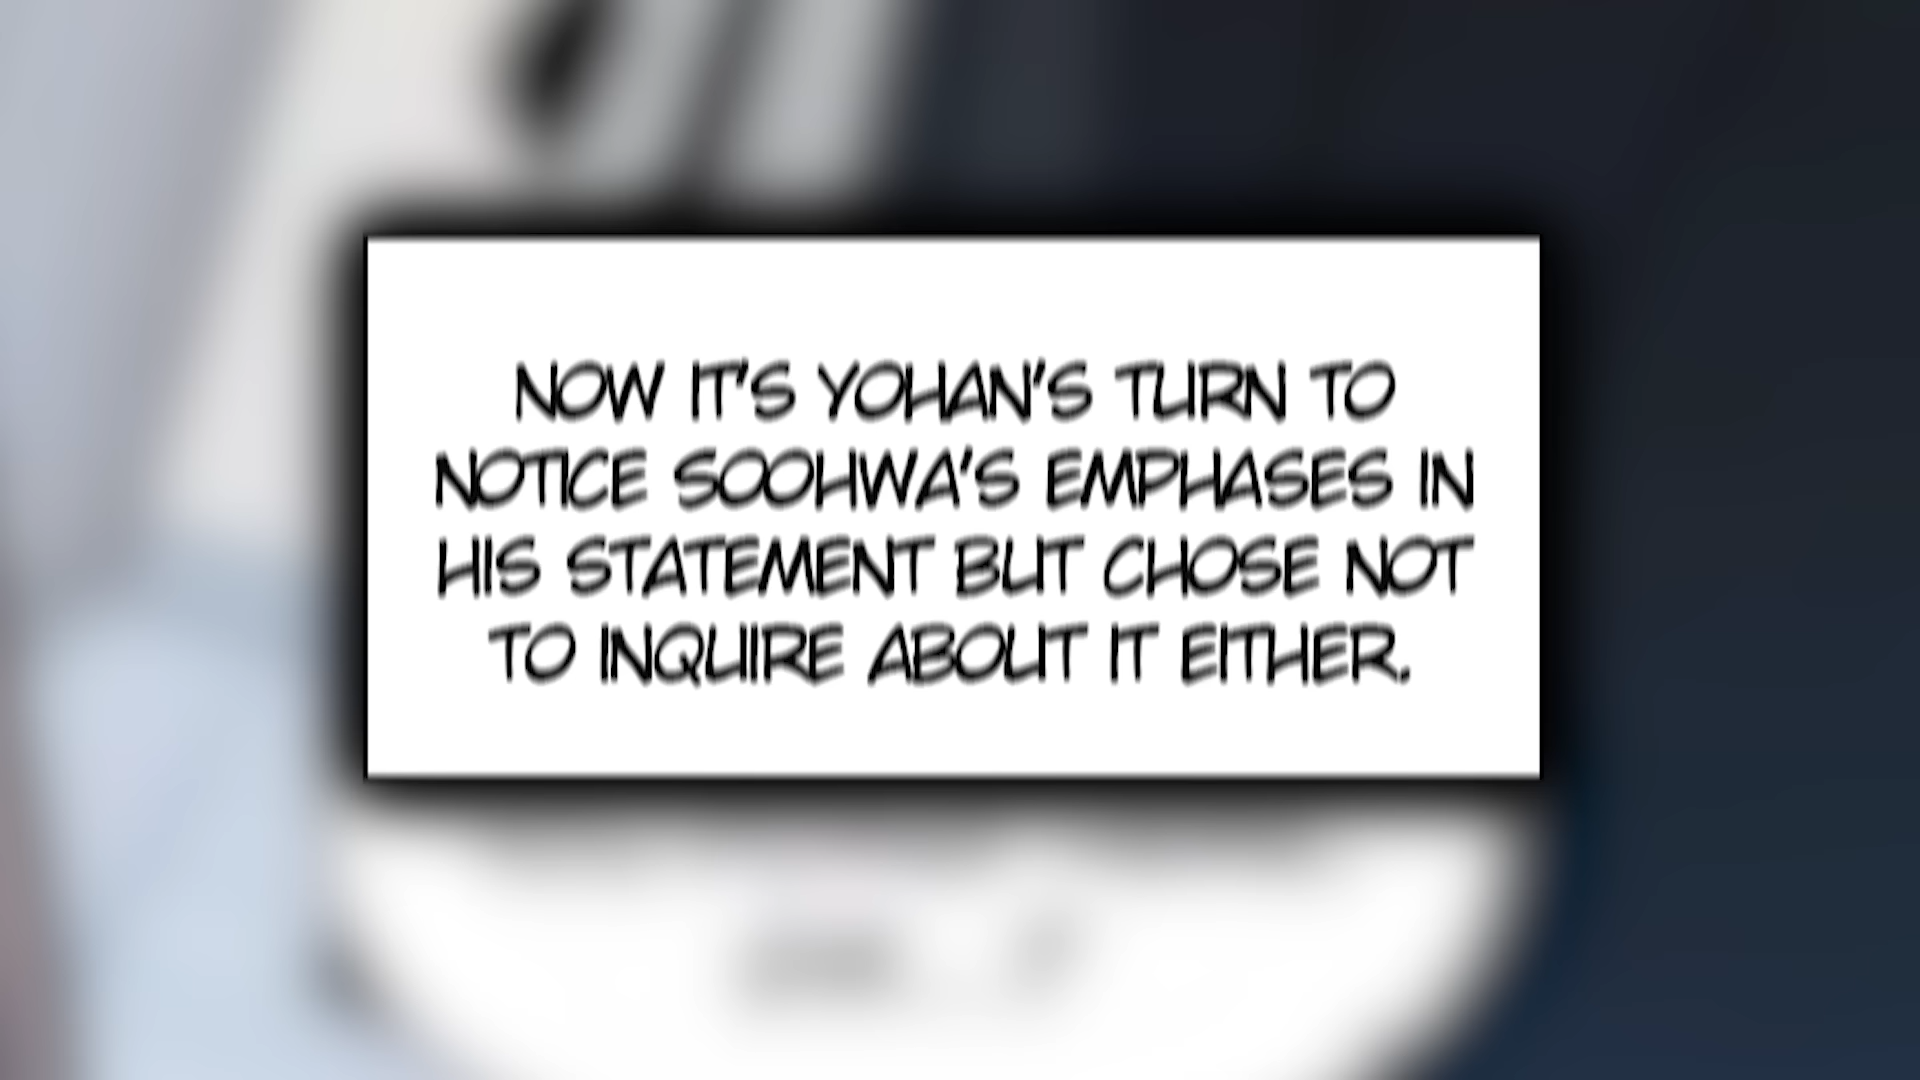 NOW IT'S YOHAN'S TURN TO
NOTICE SOOHWA'S EMPHASES IN
HIS STATEMENT BUT CHOSE NOT
TO INQUIRE ABOUT IT EITHER.